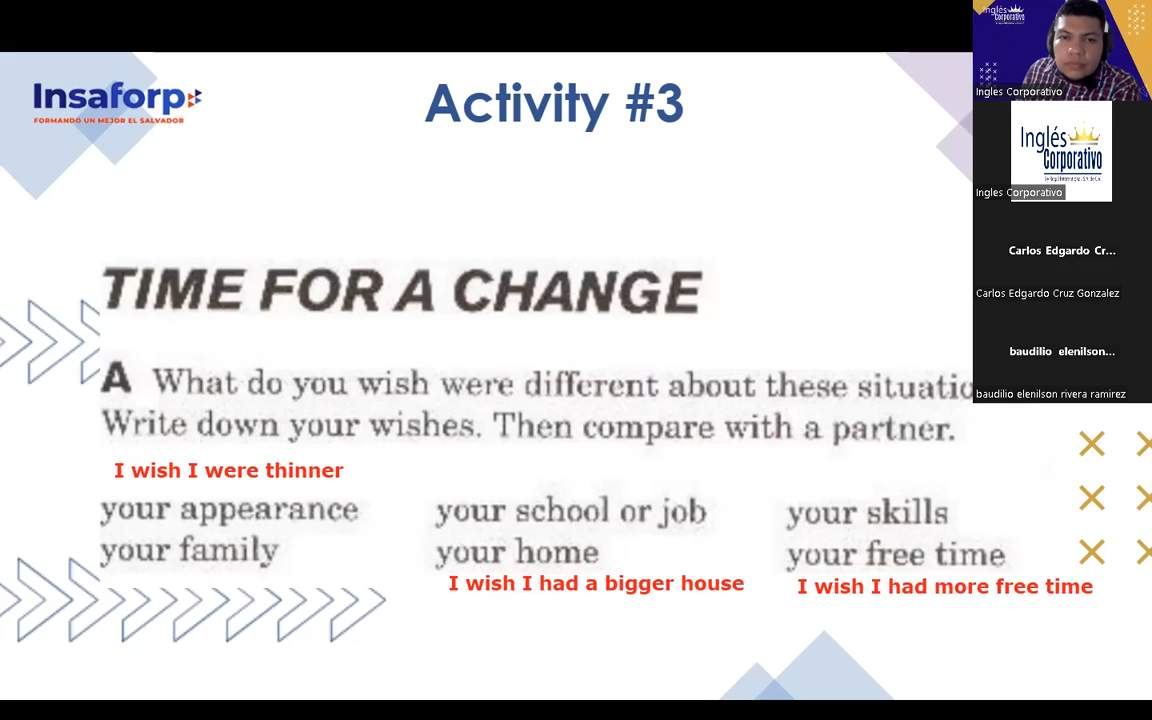 Insaforp
FORMANDO UN MEJOR EL SALVADOR
Activity #3
TIME FOR A CHANGE
A What do you wish were different about these situatio
Write down your wishes. Then compare with a partner.
I wish I were thinner
your appearance your school or job your skills
your family your home your free time
I wish I had a bigger house I wish I had more free time
Inglés
Corporativo
Ingles Corporativo
Inglés
Corporativo
Ingles Corporativo
Carlos Edgardo Cr...
Carlos Edgardo Cruz Gonzalez
baudilio elenilson...
baudilio elenilson rivera ramirez